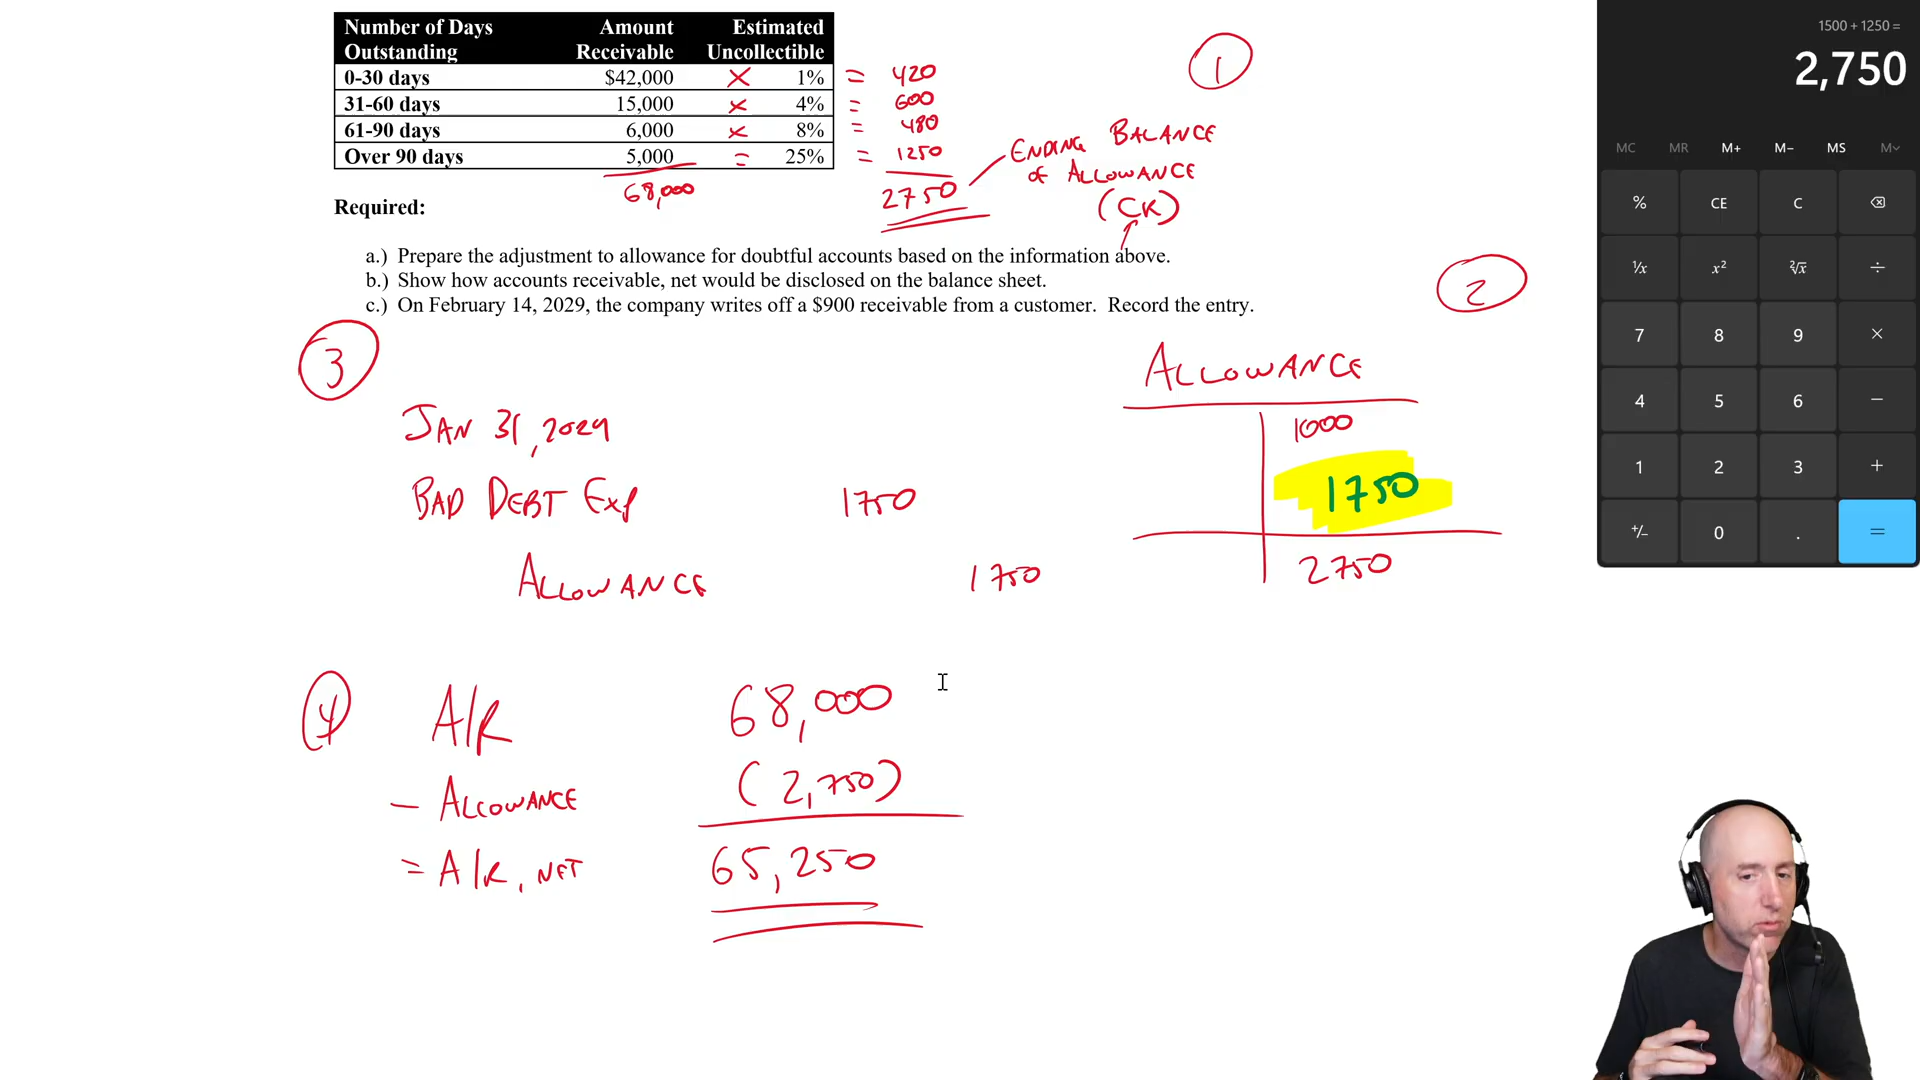 Number of Days Outstanding Amount Receivable Estimated Uncollectible
0-30 days $42,000 × 1% = 420
31-60 days 15,000 × 4% = 600
61-90 days 6,000 × 8% = 480
Over 90 days 5,000 = 25% = 1250
68,000 2750
ENDING BALANCE
OF ALLOWANCE
(CR)
1
Required:
a.) Prepare the adjustment to allowance for doubtful accounts based on the information above.
b.) Show how accounts receivable, net would be disclosed on the balance sheet.
c.) On February 14, 2029, the company writes off a $900 receivable from a customer. Record the entry.
2
ALLOWANCE
1000
1750
2750
3
JAN 31, 2029
BAD DEBT EXP 1750
ALLOWANCE 1750
4
A/R 68,000
- ALLOWANCE (2,750)
= A/R, NET 65,250
1500 + 1250 =
2,750
MC MR M+ M− MS M˅
% CE C ⌫
¹/x x² ²√x ÷
7 8 9 ×
4 5 6 −
1 2 3 +
+/− 0 . =